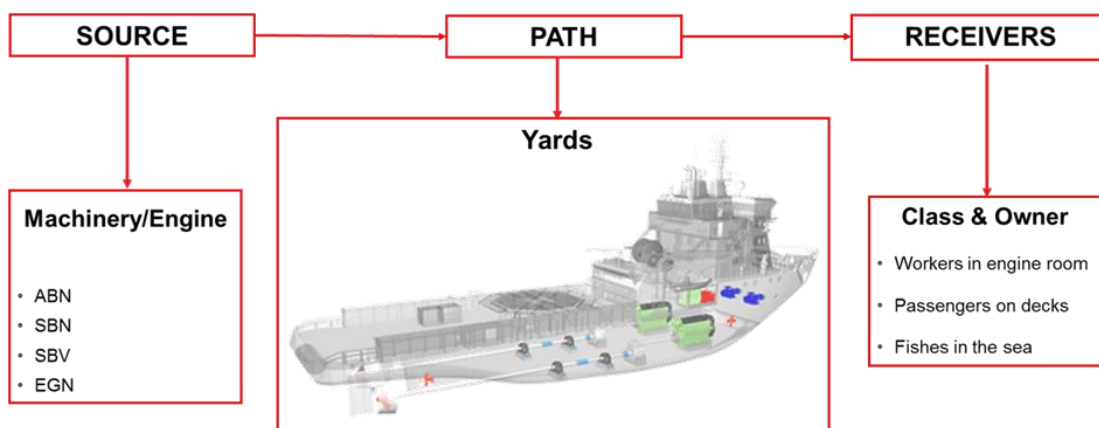 SOURCE
PATH
RECEIVERS
Machinery/Engine
• ABN
• SBN
• SBV
• EGN
Yards
Class & Owner
• Workers in engine room
• Passengers on decks
• Fishes in the sea